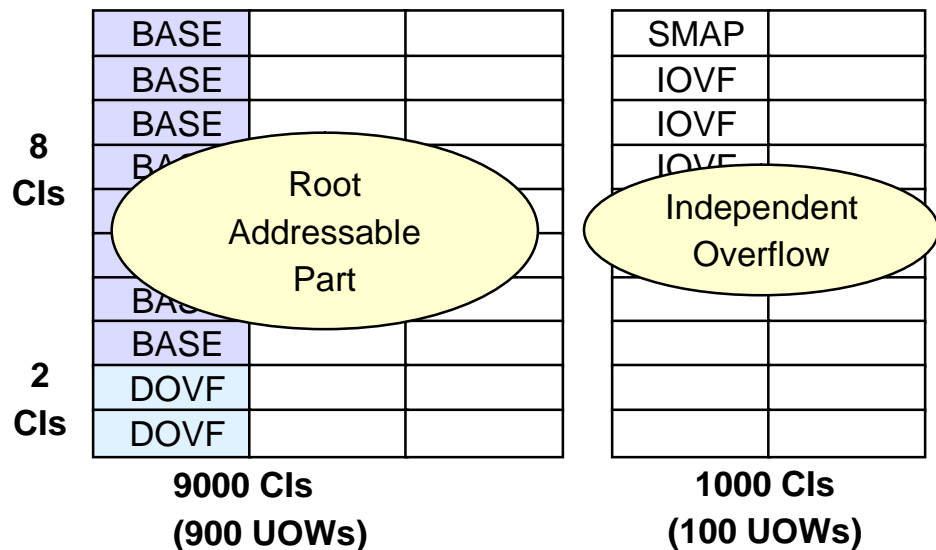 BASE
SMAP
BASE
IOVF
BASE
IOVF
8
CIs
Root
Addressable
Part
Independent
Overflow
BASE
2
CIs
DOVF
DOVF
9000 CIs
(900 UOWs)
1000 CIs
(100 UOWs)